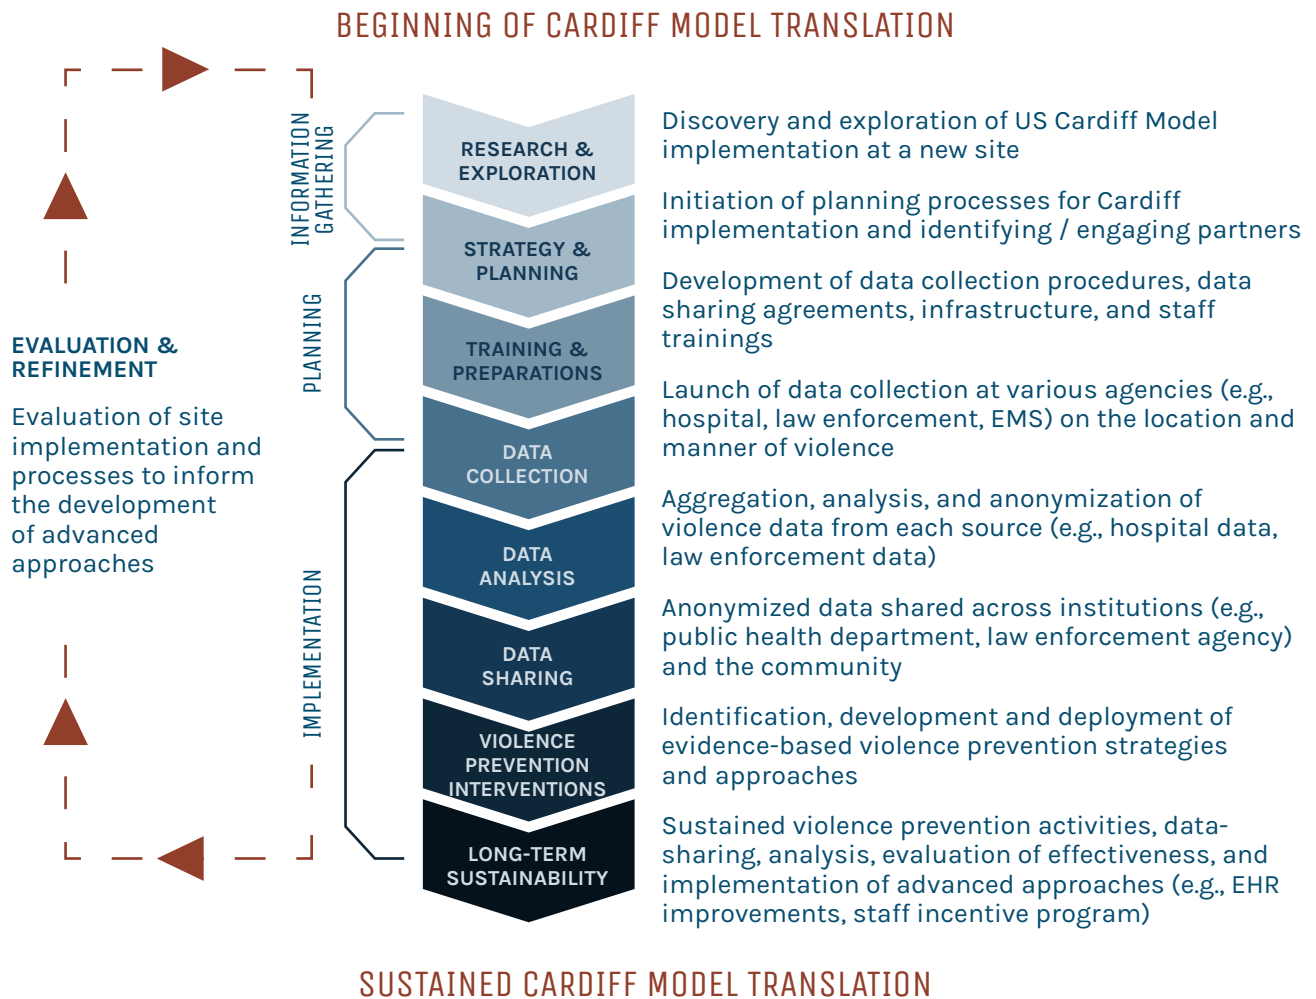 BEGINNING OF CARDIFF MODEL TRANSLATION
INFORMATION
GATHERING
PLANNING
IMPLEMENTATION
EVALUATION &
REFINEMENT
Evaluation of site
implementation and
processes to inform
the development
of advanced
approaches
RESEARCH &
EXPLORATION
Discovery and exploration of US Cardiff Model
implementation at a new site
STRATEGY &
PLANNING
Initiation of planning processes for Cardiff
implementation and identifying / engaging partners
TRAINING &
PREPARATIONS
Development of data collection procedures, data
sharing agreements, infrastructure, and staff
trainings
DATA
COLLECTION
Launch of data collection at various agencies (e.g.,
hospital, law enforcement, EMS) on the location and
manner of violence
DATA
ANALYSIS
Aggregation, analysis, and anonymization of
violence data from each source (e.g., hospital data,
law enforcement data)
DATA
SHARING
Anonymized data shared across institutions (e.g.,
public health department, law enforcement agency)
and the community
VIOLENCE
PREVENTION
INTERVENTIONS
Identification, development and deployment of
evidence-based violence prevention strategies
and approaches
LONG-TERM
SUSTAINABILITY
Sustained violence prevention activities, data-
sharing, analysis, evaluation of effectiveness, and
implementation of advanced approaches (e.g., EHR
improvements, staff incentive program)
SUSTAINED CARDIFF MODEL TRANSLATION